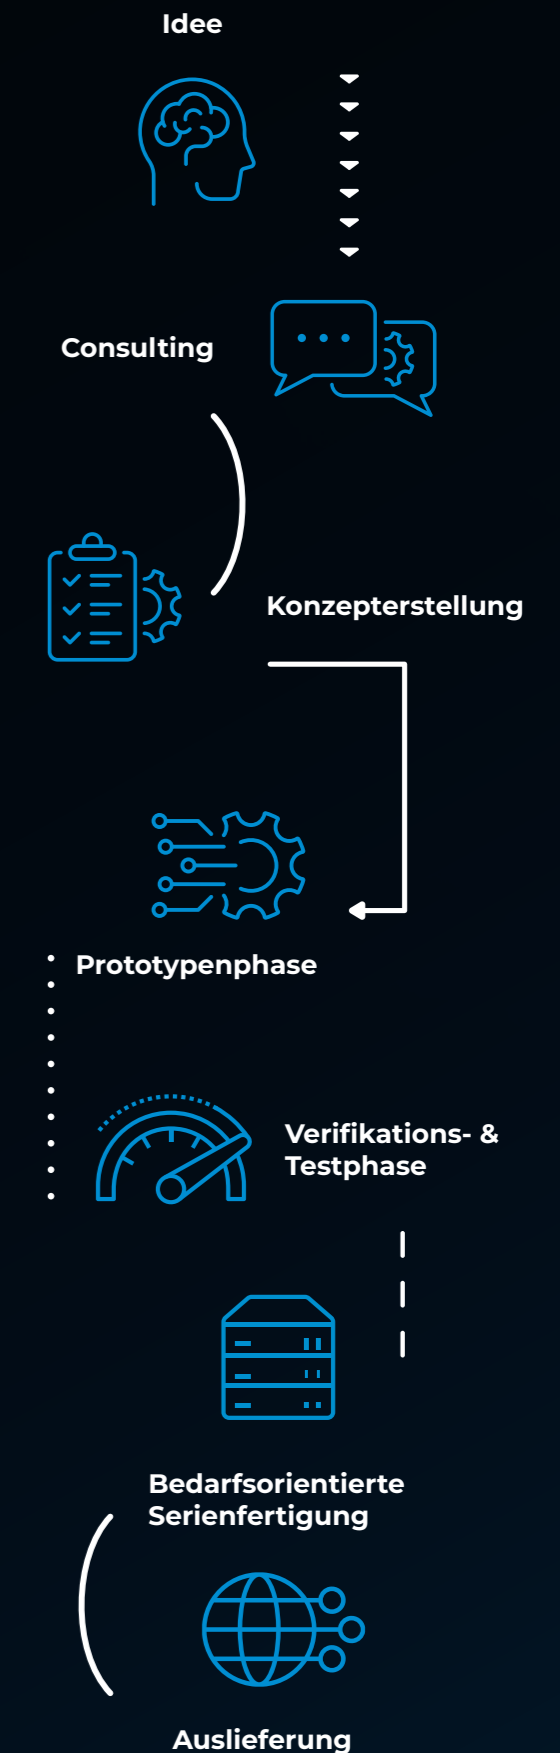 Idee
Consulting
Konzepterstellung
Prototypenphase
Verifikations- &
Testphase
Bedarfsorientierte
Serienfertigung
Auslieferung